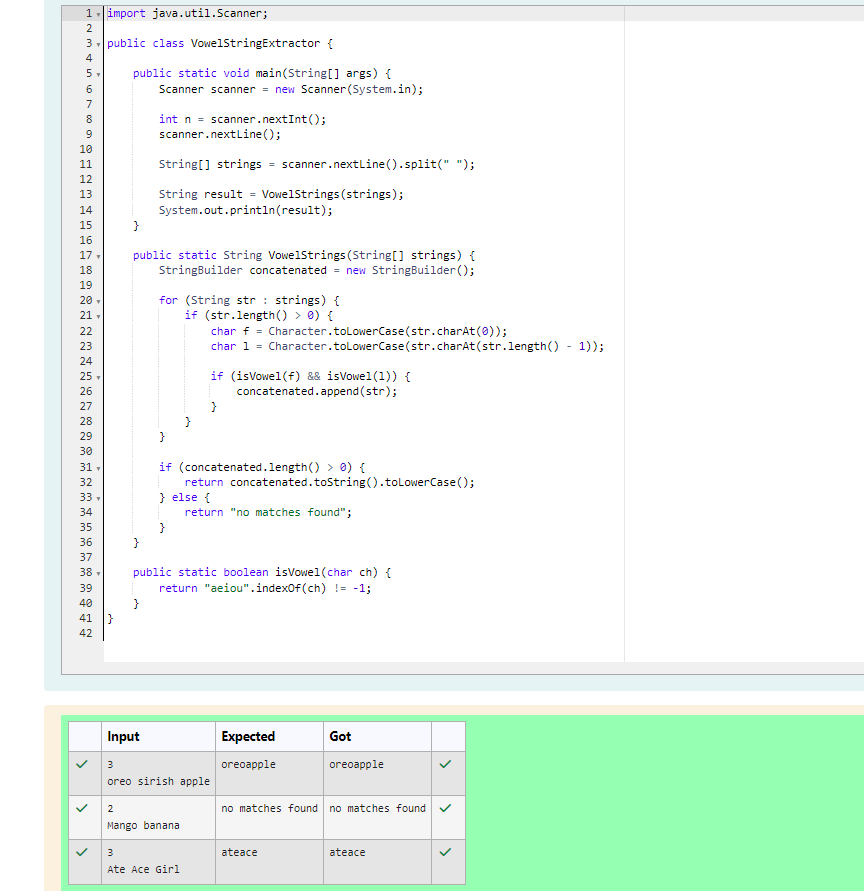 1 import java.util.Scanner;
2
3 public class VowelStringExtractor {
4
5     public static void main(String[] args) {
6         Scanner scanner = new Scanner(System.in);
7
8         int n = scanner.nextInt();
9         scanner.nextLine();
10
11         String[] strings = scanner.nextLine().split(" ");
12
13         String result = VowelStrings(strings);
14         System.out.println(result);
15     }
16
17     public static String VowelStrings(String[] strings) {
18         StringBuilder concatenated = new StringBuilder();
19
20         for (String str : strings) {
21             if (str.length() > 0) {
22                 char f = Character.toLowerCase(str.charAt(0));
23                 char l = Character.toLowerCase(str.charAt(str.length() - 1));
24
25                 if (isVowel(f) && isVowel(l)) {
26                     concatenated.append(str);
27                 }
28             }
29         }
30
31         if (concatenated.length() > 0) {
32             return concatenated.toString().toLowerCase();
33         } else {
34             return "no matches found";
35         }
36     }
37
38     public static boolean isVowel(char ch) {
39         return "aeiou".indexOf(ch) != -1;
40     }
41 }
42
Input Expected Got
3 oreoapple oreoapple
oreo sirish apple
2 no matches found no matches found
Mango banana
3 ateace ateace
Ate Ace Girl